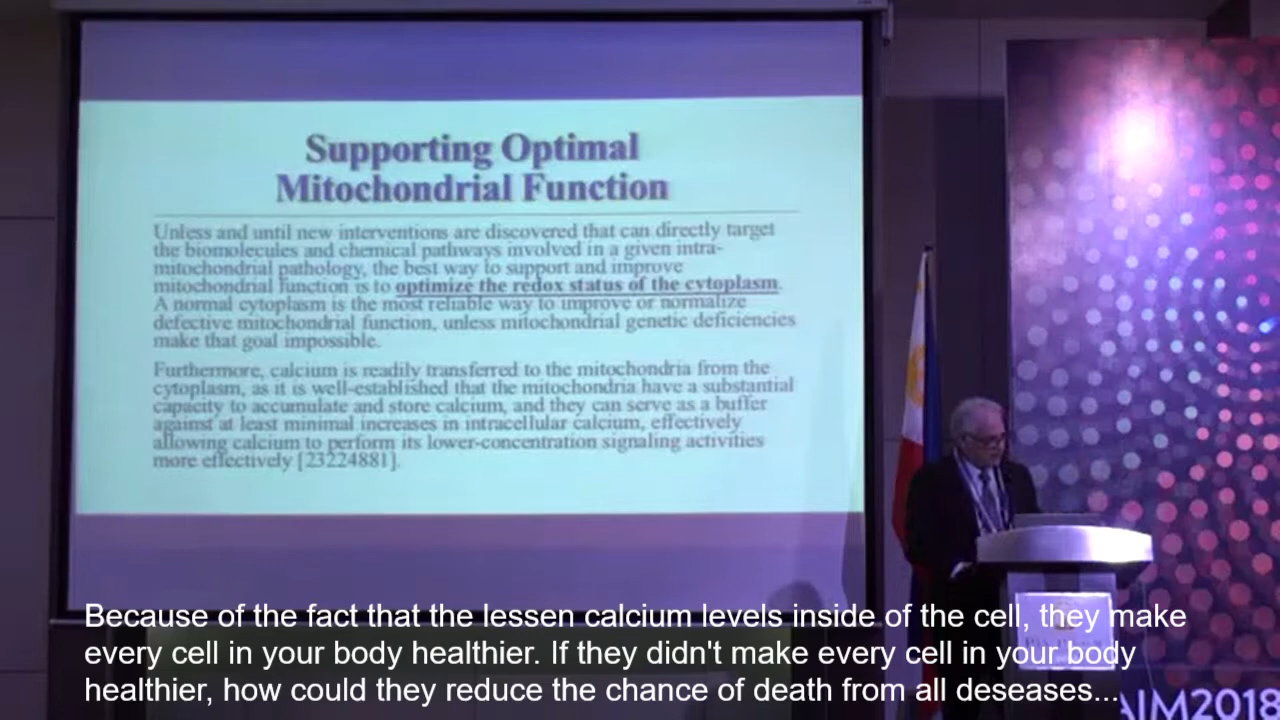 Supporting Optimal
Mitochondrial Function
Unless and until new interventions are discovered that can directly target
the biomolecules and chemical pathways involved in a given intra-
mitochondrial pathology, the best way to support and improve
mitochondrial function is to optimize the redox status of the cytoplasm.
A normal cytoplasm is the most reliable way to improve or normalize
defective mitochondrial function, unless mitochondrial genetic deficiencies
make that goal impossible.
Furthermore, calcium is readily transferred to the mitochondria from the
cytoplasm, as it is well-established that the mitochondria have a substantial
capacity to accumulate and store calcium, and they can serve as a buffer
against at least minimal increases in intracellular calcium, effectively
allowing calcium to perform its lower-concentration signaling activities
more effectively [23224881].
Because of the fact that the lessen calcium levels inside of the cell, they make
every cell in your body healthier. If they didn't make every cell in your body
healthier, how could they reduce the chance of death from all deseases...
AIM2018